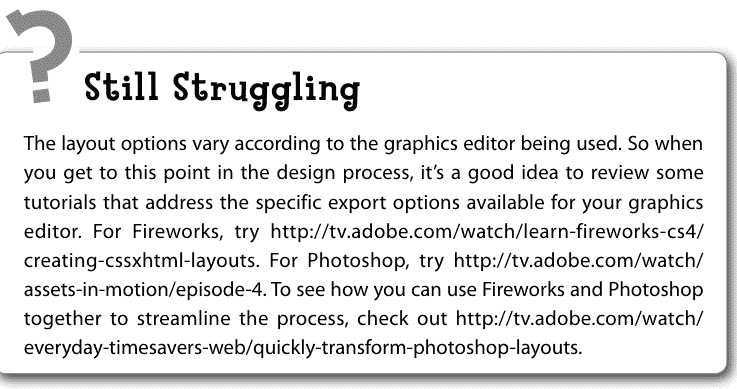 ?
Still Struggling
The layout options vary according to the graphics editor being used. So when
you get to this point in the design process, it's a good idea to review some
tutorials that address the specific export options available for your graphics
editor. For Fireworks, try http://tv.adobe.com/watch/learn-fireworks-cs4/
creating-cssxhtml-layouts. For Photoshop, try http://tv.adobe.com/watch/
assets-in-motion/episode-4. To see how you can use Fireworks and Photoshop
together to streamline the process, check out http://tv.adobe.com/watch/
everyday-timesavers-web/quickly-transform-photoshop-layouts.